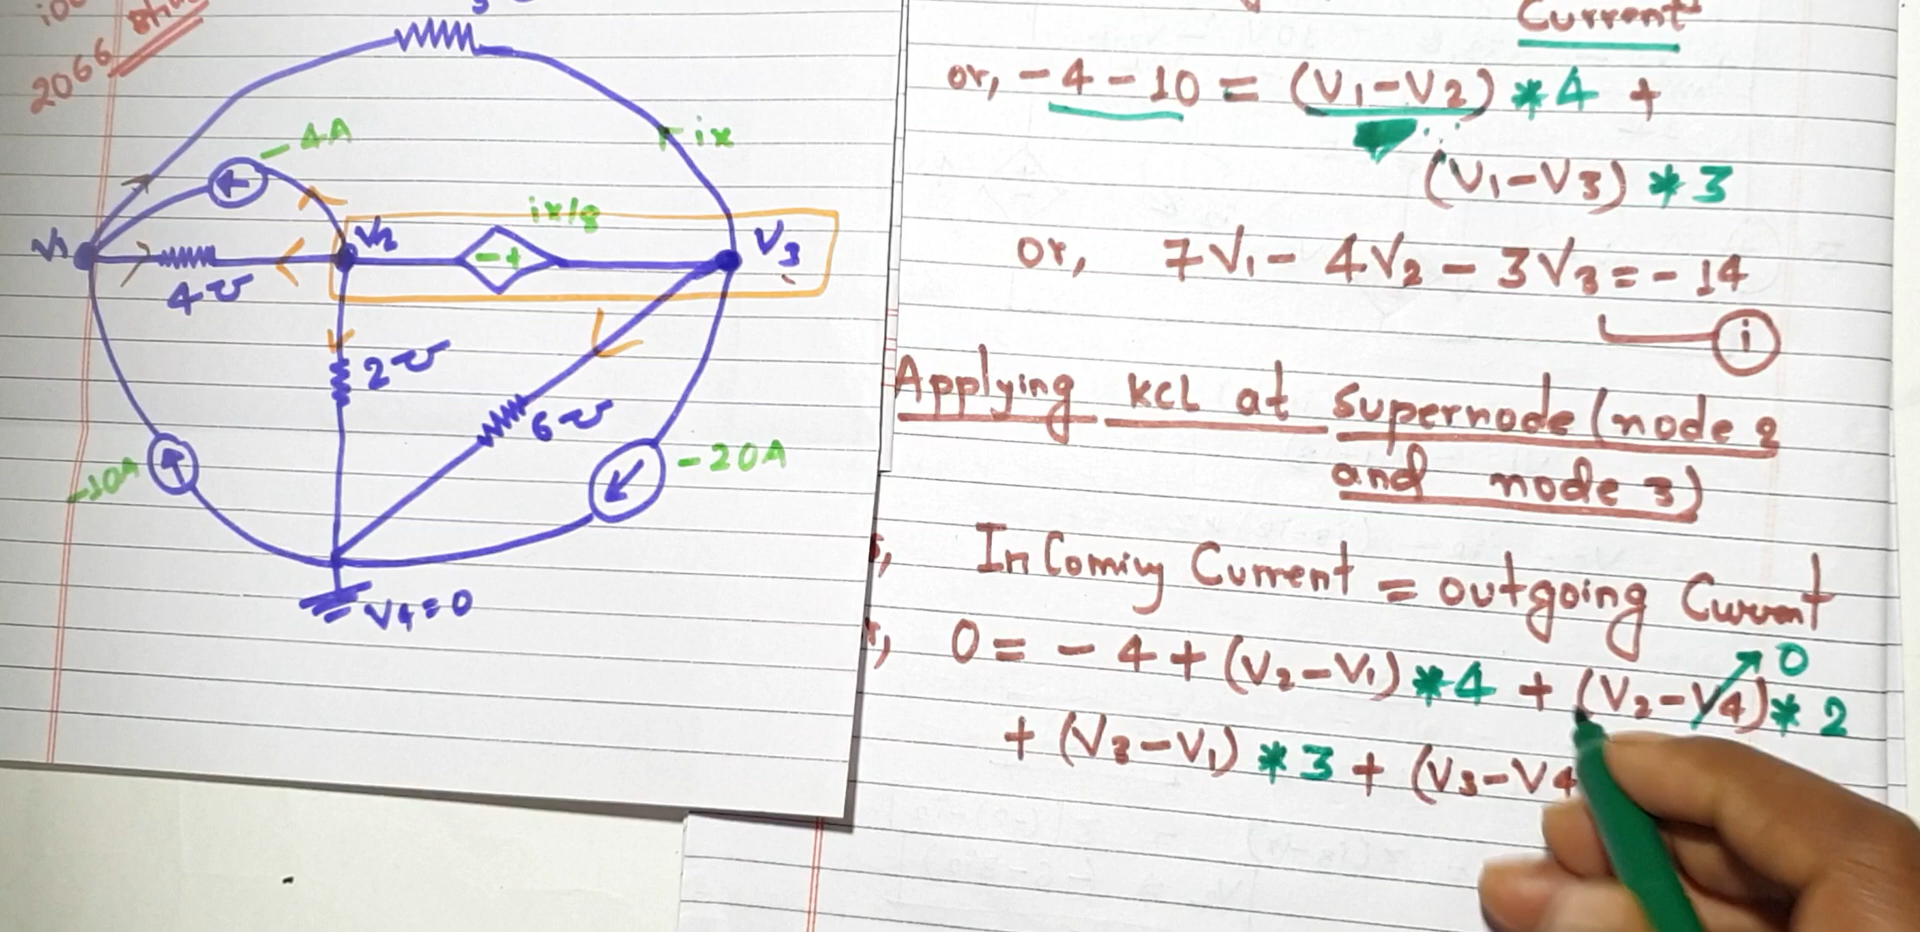 2066
3
-4A
ix
ix/8
V1
V2
V3
- +
4℧
2℧
6℧
-10A
-20A
V4=0
Current
or, -4-10 = (V1-V2) *4 +
(V1-V3) *3
or, 7V1- 4V2 - 3V3 = -14
i
Applying KCL at supernode (node 2
and node 3)
InComing Current = outgoing Current
0 = -4+(V2-V1)*4 + (V2-V4)*2
0
+ (V3-V1) *3 + (V3-V4